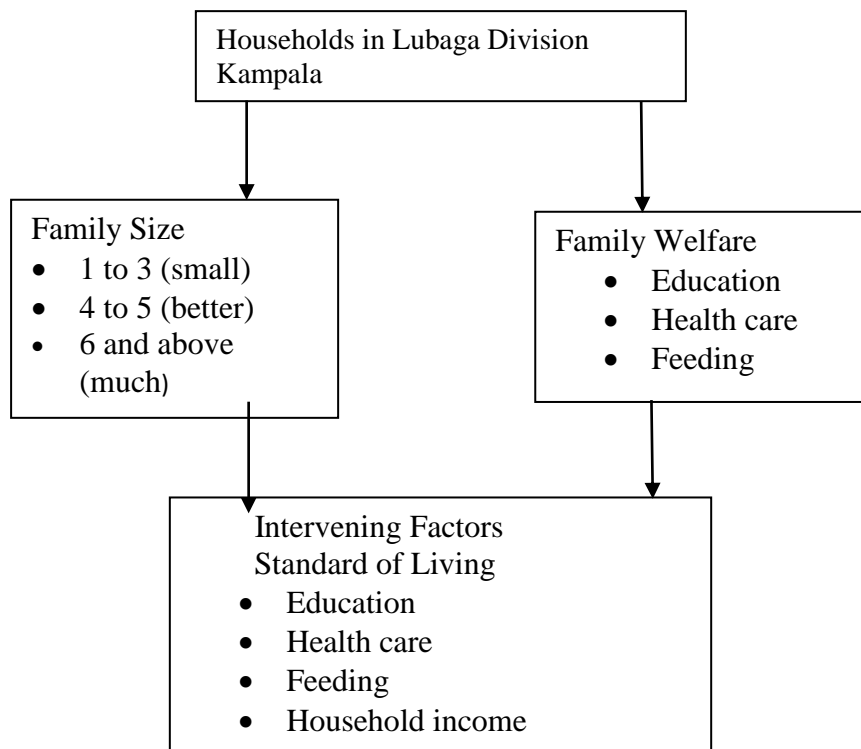 Households in Lubaga Division
Kampala
Family Size
• 1 to 3 (small)
• 4 to 5 (better)
• 6 and above
(much)
Family Welfare
• Education
• Health care
• Feeding
Intervening Factors
Standard of Living
• Education
• Health care
• Feeding
• Household income